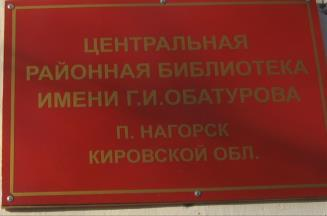 ЦЕНТРАЛЬНАЯ
РАЙОННАЯ БИБЛИОТЕКА
ИМЕНИ Г.И.ОБАТУРОВА
П. НАГОРСК
КИРОВСКОЙ ОБЛ.